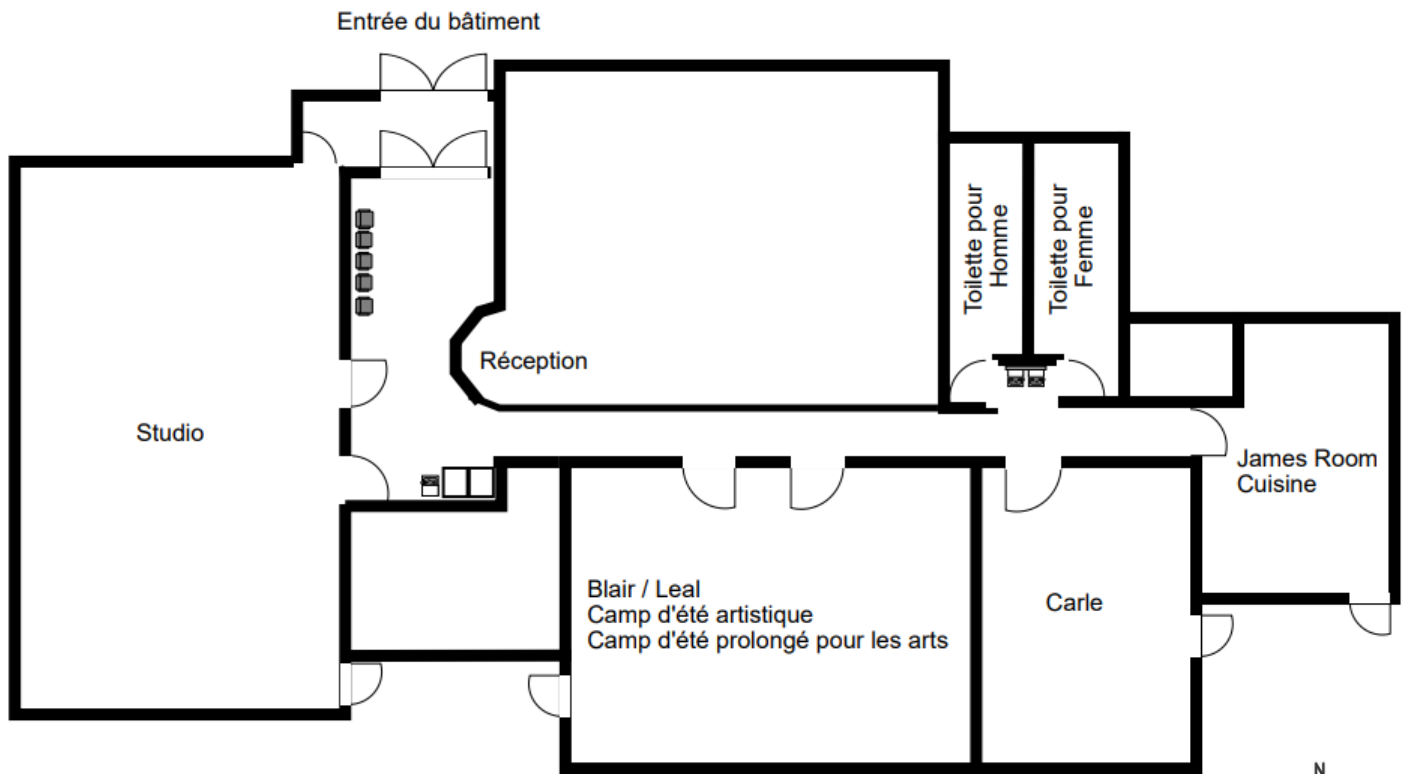 Entrée du bâtiment
Toilette pour
Homme
Toilette pour
Femme
Réception
Studio
James Room
Cuisine
Blair / Leal
Camp d'été artistique
Camp d'été prolongé pour les arts
Carle
N